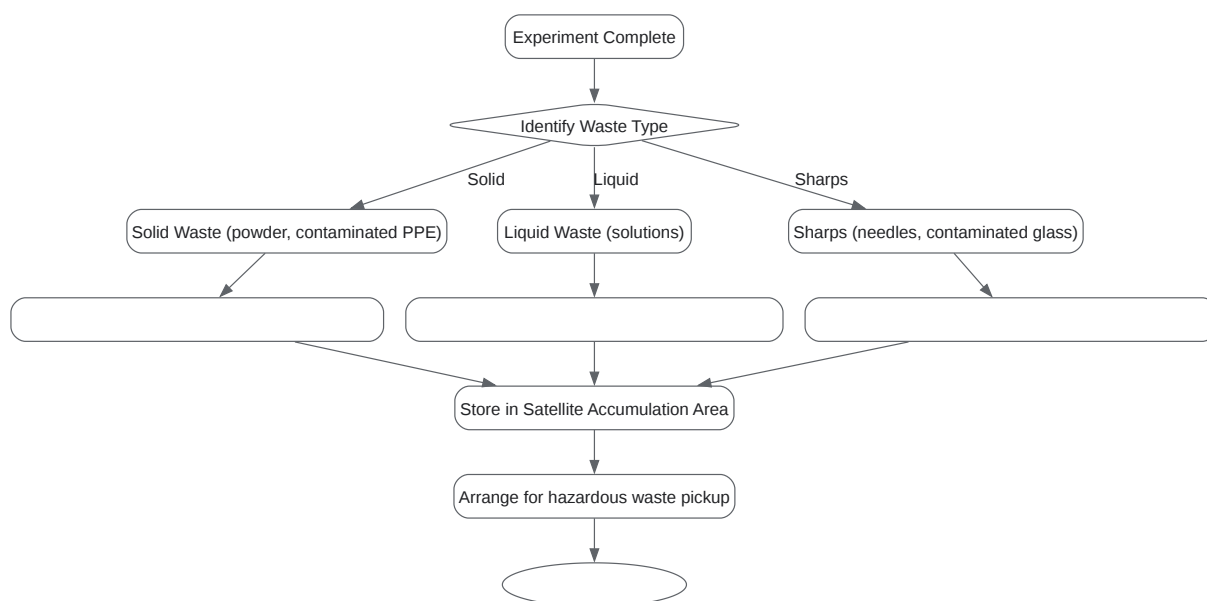 Experiment Complete
Identify Waste Type
Solid
Liquid
Sharps
Solid Waste (powder, contaminated PPE)
Liquid Waste (solutions)
Sharps (needles, contaminated glass)
Store in Satellite Accumulation Area
Arrange for hazardous waste pickup